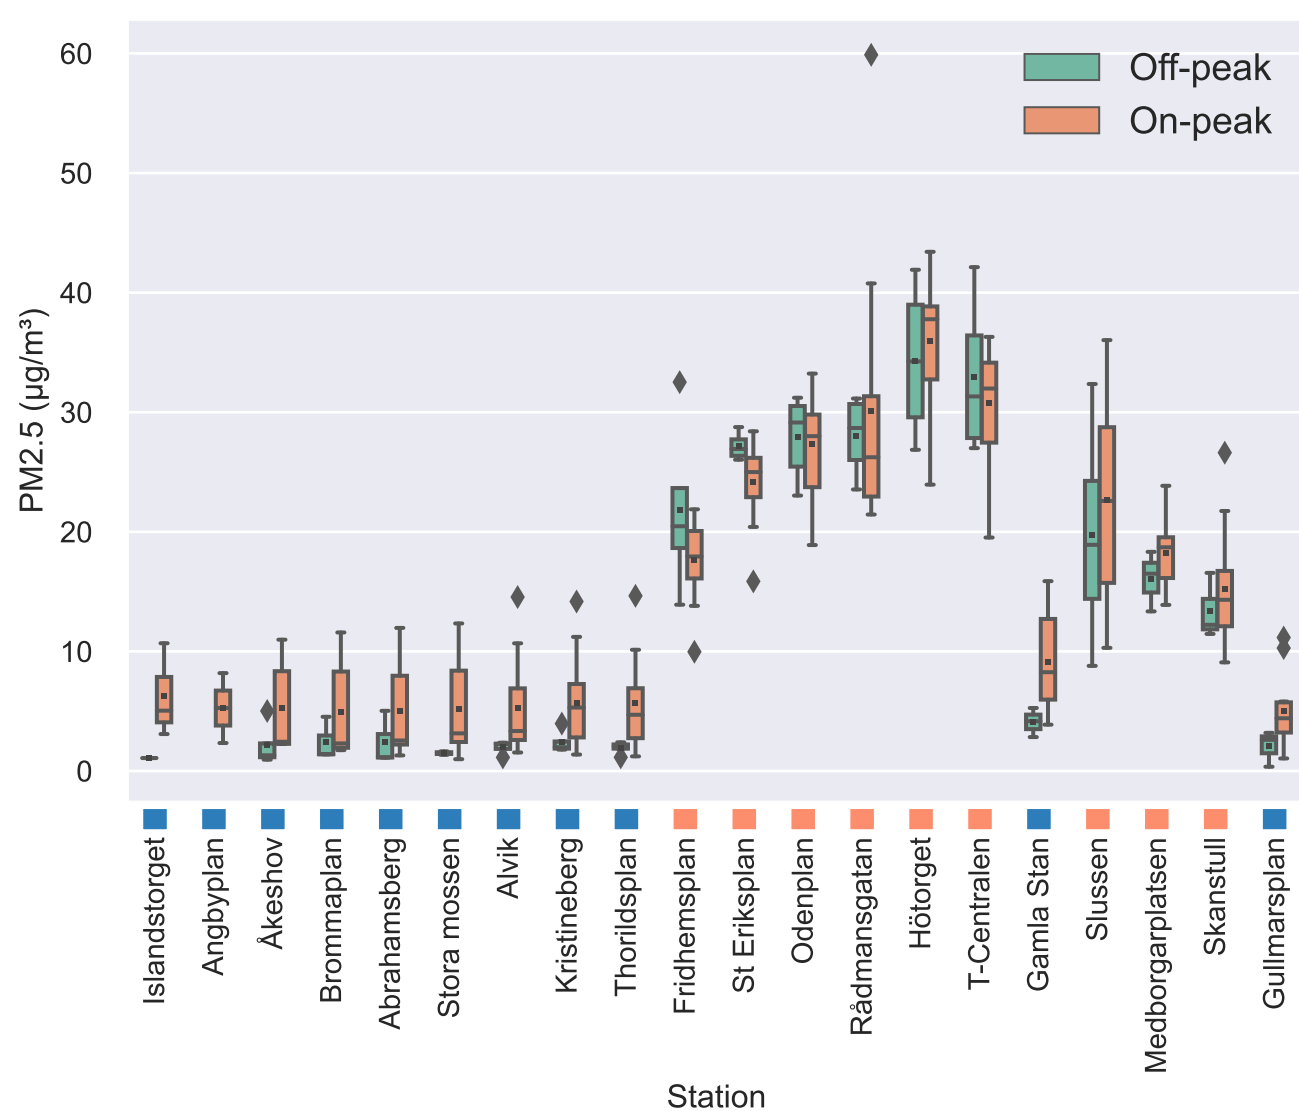 60
50
40
30
20
10
0
PM2.5 (µg/m³)
Off-peak
On-peak
Islandstorget
Angbyplan
Åkeshov
Brommaplan
Abrahamsberg
Stora mossen
Alvik
Kristineberg
Thorildsplan
Fridhemsplan
St Eriksplan
Odenplan
Rådmansgatan
Hötorget
T-Centralen
Gamla Stan
Slussen
Medborgarplatsen
Skanstull
Gullmarsplan
Station